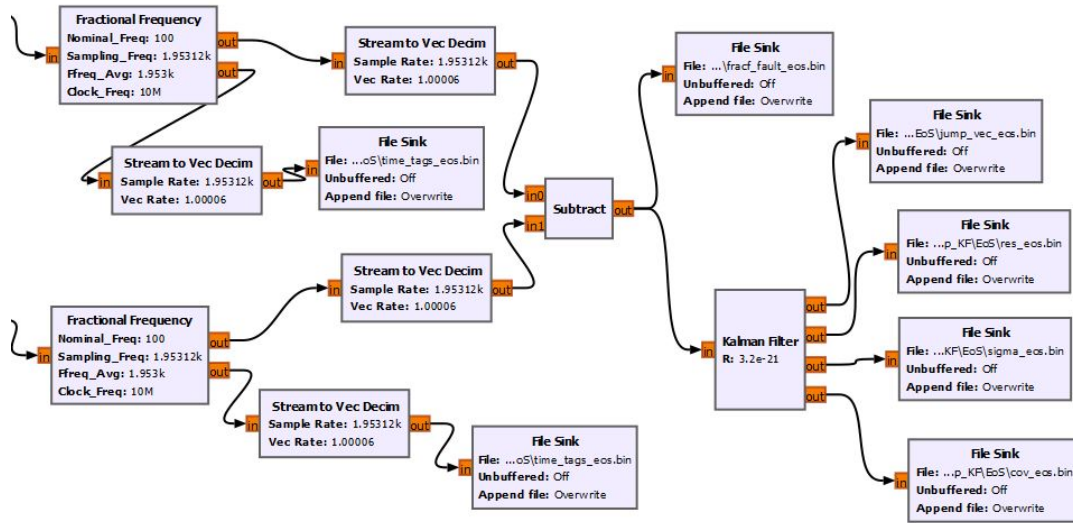 Fractional Frequency
Nominal_Freq: 100
Sampling_Freq: 1.95312k
Ffreq_Avg: 1.953k
Clock_Freq: 10M
in
out
out
Stream to Vec Decim
Sample Rate: 1.95312k
Vec Rate: 1.00006
in
out
File Sink
File: ...\fracf_fault_eos.bin
Unbuffered: Off
Append file: Overwrite
in
Stream to Vec Decim
Sample Rate: 1.95312k
Vec Rate: 1.00006
in
out
File Sink
File: ...oS\time_tags_eos.bin
Unbuffered: Off
Append file: Overwrite
in
Subtract
in0
in1
out
File Sink
File: ...EoS\jump_vec_eos.bin
Unbuffered: Off
Append file: Overwrite
in
Stream to Vec Decim
Sample Rate: 1.95312k
Vec Rate: 1.00006
in
out
File Sink
File: ...p_KF\EoS\res_eos.bin
Unbuffered: Off
Append file: Overwrite
in
Fractional Frequency
Nominal_Freq: 100
Sampling_Freq: 1.95312k
Ffreq_Avg: 1.953k
Clock_Freq: 10M
in
out
out
Kalman Filter
R: 3.2e-21
in
out
out
out
out
File Sink
File: ...KF\EoS\sigma_eos.bin
Unbuffered: Off
Append file: Overwrite
in
Stream to Vec Decim
Sample Rate: 1.95312k
Vec Rate: 1.00006
in
out
File Sink
File: ...oS\time_tags_eos.bin
Unbuffered: Off
Append file: Overwrite
in
File Sink
File: ...p_KF\EoS\cov_eos.bin
Unbuffered: Off
Append file: Overwrite
in